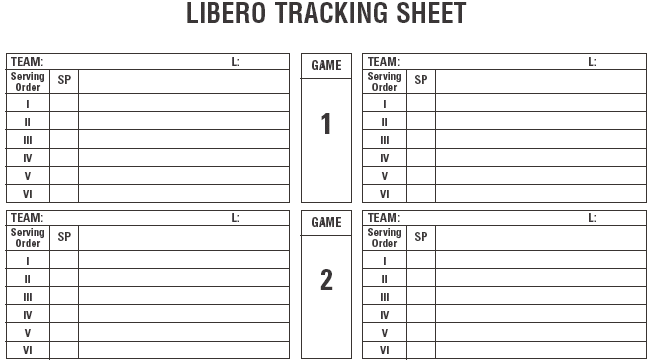 LIBERO TRACKING SHEET
TEAM: L: GAME TEAM: L:
Serving Order SP 1 Serving Order SP
I I
II II
III III
IV IV
V V
VI VI
TEAM: L: GAME TEAM: L:
Serving Order SP 2 Serving Order SP
I I
II II
III III
IV IV
V V
VI VI